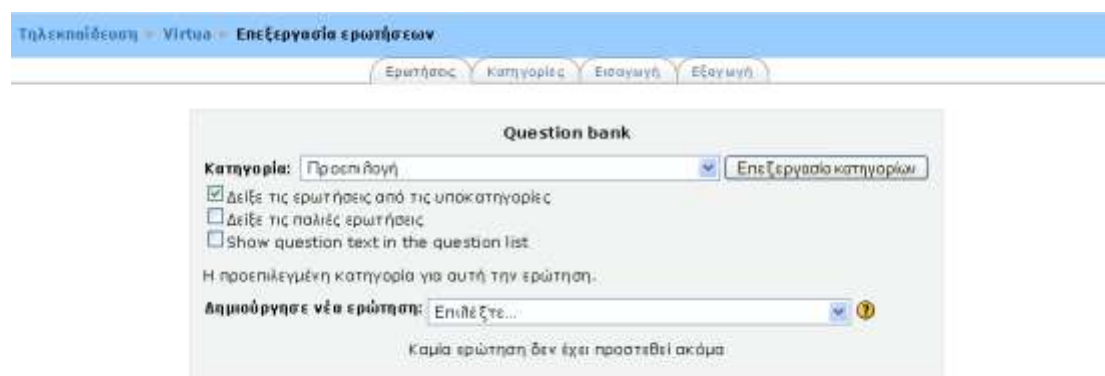 Τηλεκπαίδευση » Virtua » Επεξεργασία ερωτήσεων
Ερωτήσεις Κατηγορίες Εισαγωγή Εξαγωγή
Question bank
Κατηγορία: Προεπιλογή Επεξεργασία κατηγορίων
Δείξε τις ερωτήσεις από τις υποκατηγορίες
Δείξε τις παλιές ερωτήσεις
Show question text in the question list
Η προεπιλεγμένη κατηγορία για αυτή την ερώτηση.
Δημιούργησε νέα ερώτηση: Επιλέξτε... ?
Καμία ερώτηση δεν έχει προστεθεί ακόμα